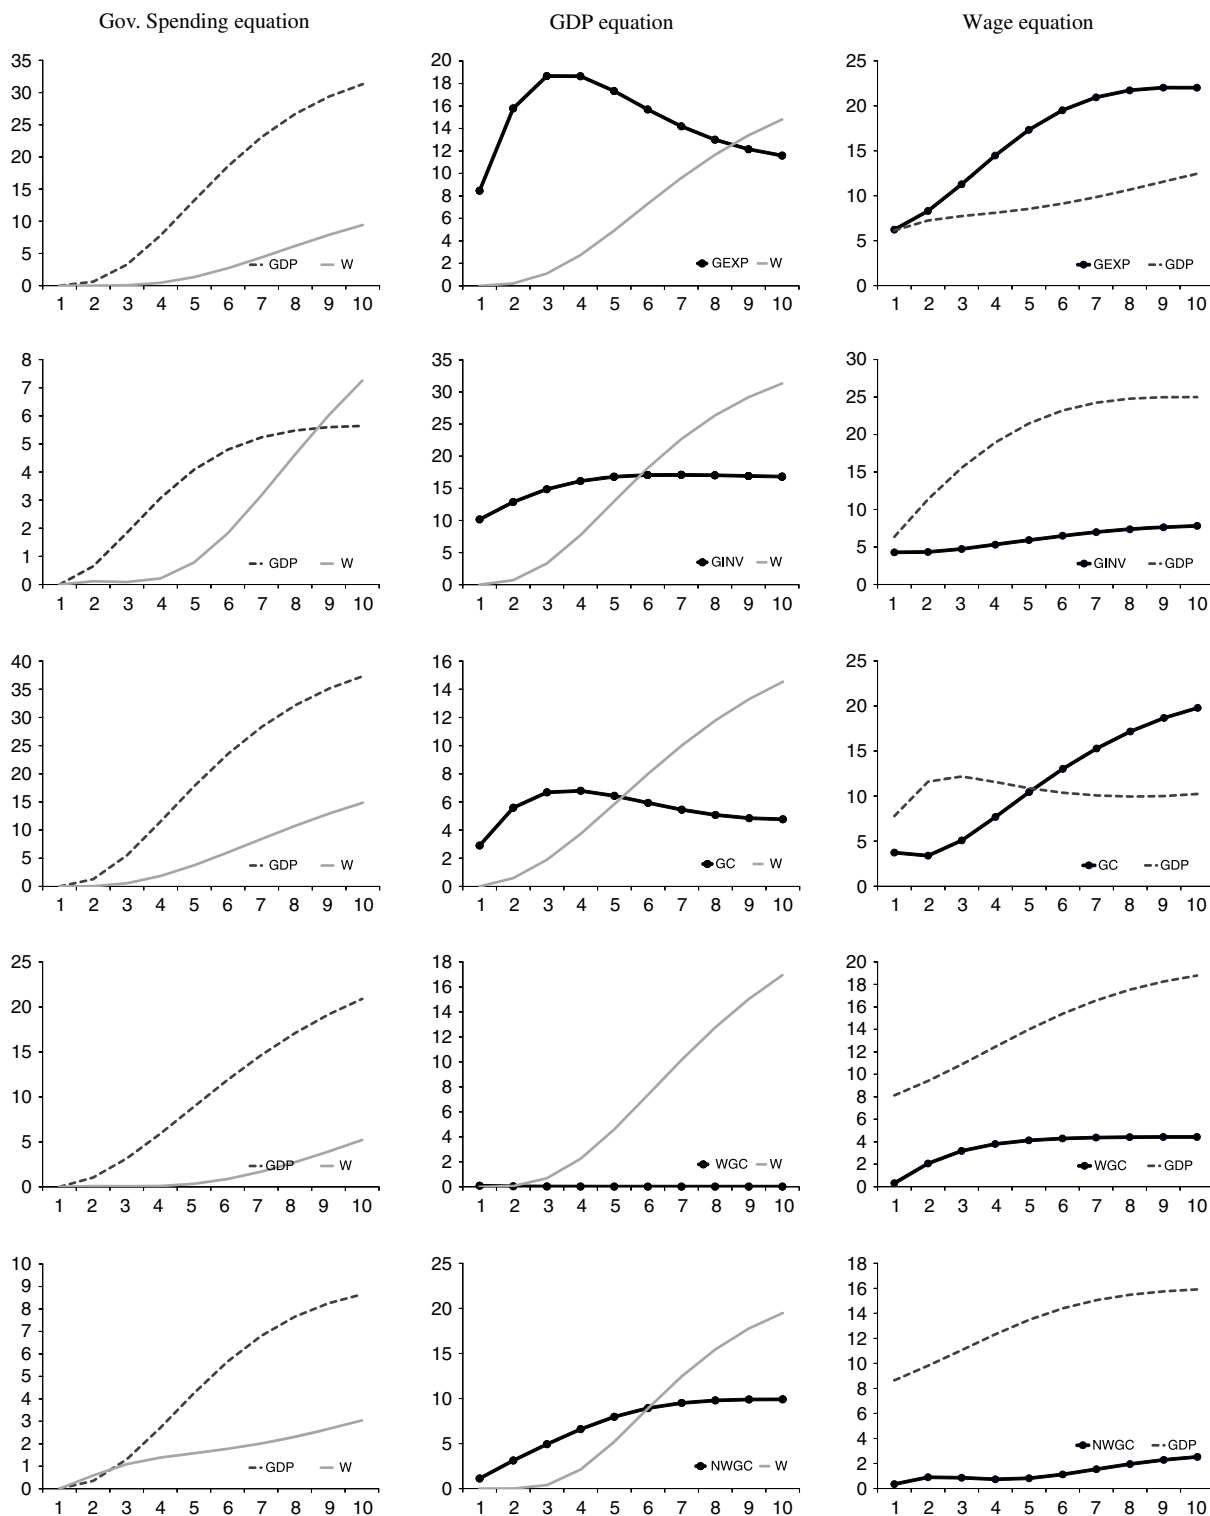 Gov. Spending equation GDP equation Wage equation
35 20 25
30 18 20
25 16 15
20 14 10
15 12 5
10 10 0
5 8
0 6
4
2
0
GDP W GEXP W GEXP GDP
1 2 3 4 5 6 7 8 9 10 1 2 3 4 5 6 7 8 9 10 1 2 3 4 5 6 7 8 9 10
8 35 30
7 30 25
6 25 20
5 20 15
4 15 10
3 10 5
2 5 0
1 0
0
GDP W GINV W GINV GDP
1 2 3 4 5 6 7 8 9 10 1 2 3 4 5 6 7 8 9 10 1 2 3 4 5 6 7 8 9 10
40 16 25
35 14 20
30 12 15
25 10 10
20 8 5
15 6 0
10 4
5 2
0 0
GDP W GC W GC GDP
1 2 3 4 5 6 7 8 9 10 1 2 3 4 5 6 7 8 9 10 1 2 3 4 5 6 7 8 9 10
25 18 20
20 16 18
15 14 16
10 12 14
5 10 12
0 8 10
6 8
4 6
2 4
0 2
0
GDP W WGC W WGC GDP
1 2 3 4 5 6 7 8 9 10 1 2 3 4 5 6 7 8 9 10 1 2 3 4 5 6 7 8 9 10
10 25 18
9 20 16
8 15 14
7 10 12
6 5 10
5 0 8
4 6
3 4
2 2
1 0
0
GDP W NWGC W NWGC GDP
1 2 3 4 5 6 7 8 9 10 1 2 3 4 5 6 7 8 9 10 1 2 3 4 5 6 7 8 9 10